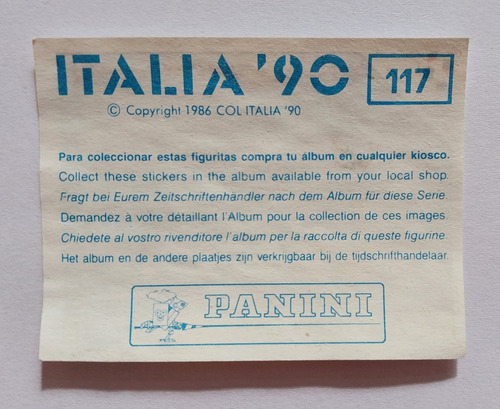 ITALIA '90
117
© Copyright 1986 COL ITALIA '90
Para coleccionar estas figuritas compra tu álbum en cualquier kiosco.
Collect these stickers in the album available from your local shop.
Fragt bei Eurem Zeitschriftenhändler nach dem Album für diese Serie.
Demandez à votre détaillant l'Album pour la collection de ces images.
Chiedete al vostro rivenditore l'album per la raccolta di queste figurine.
Het album en de andere plaatjes zijn verkrijgbaar bij de tijdschrifthandelaar.
PANINI